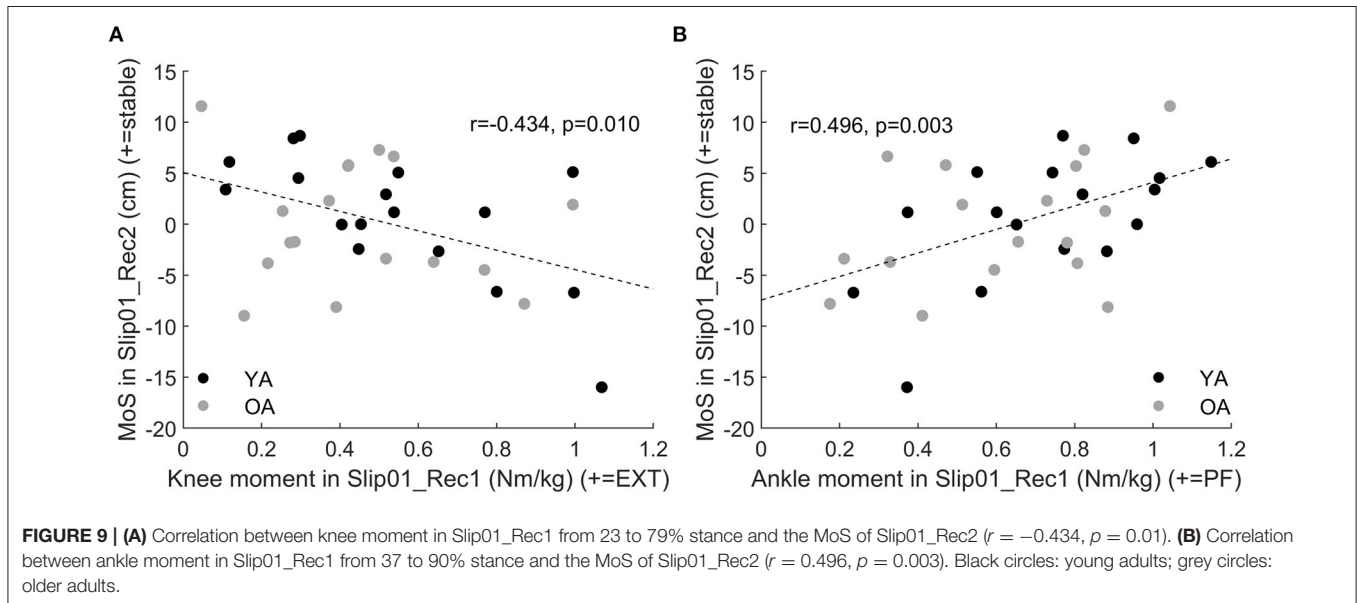 A
15
10
5
0
-5
-10
-15
-20
MoS in Slip01_Rec2 (cm) (+=stable)
r=-0.434, p=0.010
YA
OA
0 0.2 0.4 0.6 0.8 1 1.2
Knee moment in Slip01_Rec1 (Nm/kg) (+=EXT)
B
15
10
5
0
-5
-10
-15
-20
MoS in Slip01_Rec2 (cm) (+=stable)
r=0.496, p=0.003
YA
OA
0 0.2 0.4 0.6 0.8 1 1.2
Ankle moment in Slip01_Rec1 (Nm/kg) (+=PF)
FIGURE 9 | (A) Correlation between knee moment in Slip01_Rec1 from 23 to 79% stance and the MoS of Slip01_Rec2 (r = −0.434, p = 0.01). (B) Correlation
between ankle moment in Slip01_Rec1 from 37 to 90% stance and the MoS of Slip01_Rec2 (r = 0.496, p = 0.003). Black circles: young adults; grey circles:
older adults.